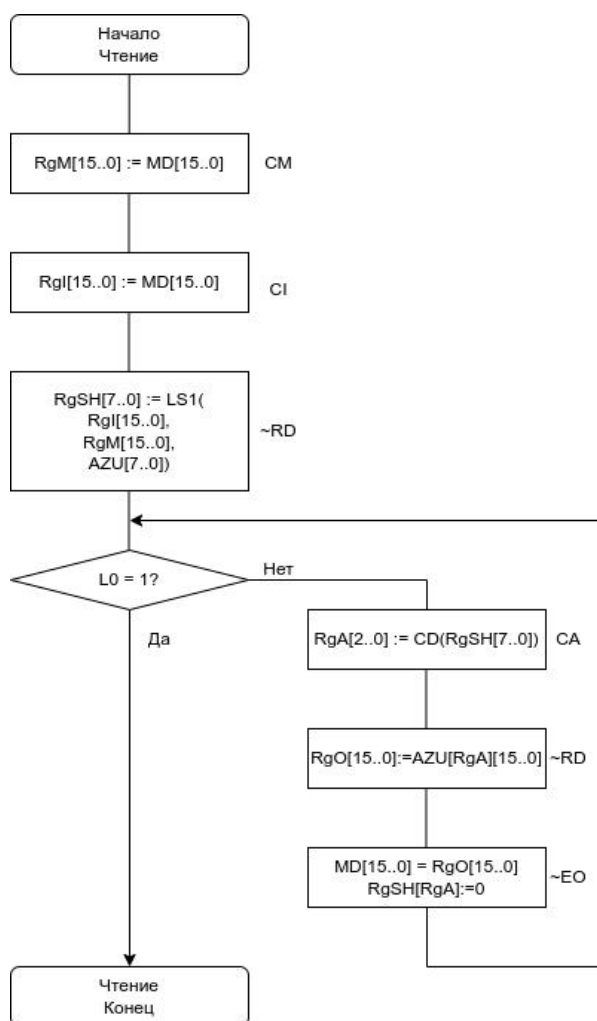 Начало
Чтение
RgM[15..0] := MD[15..0]
CM
RgI[15..0] := MD[15..0]
CI
RgSH[7..0] := LS1(
RgI[15..0],
RgM[15..0],
AZU[7..0])
~RD
L0 = 1?
Нет
Да
RgA[2..0] := CD(RgSH[7..0])
CA
RgO[15..0]:=AZU[RgA][15..0]
~RD
MD[15..0] = RgO[15..0]
RgSH[RgA]:=0
~EO
Чтение
Конец